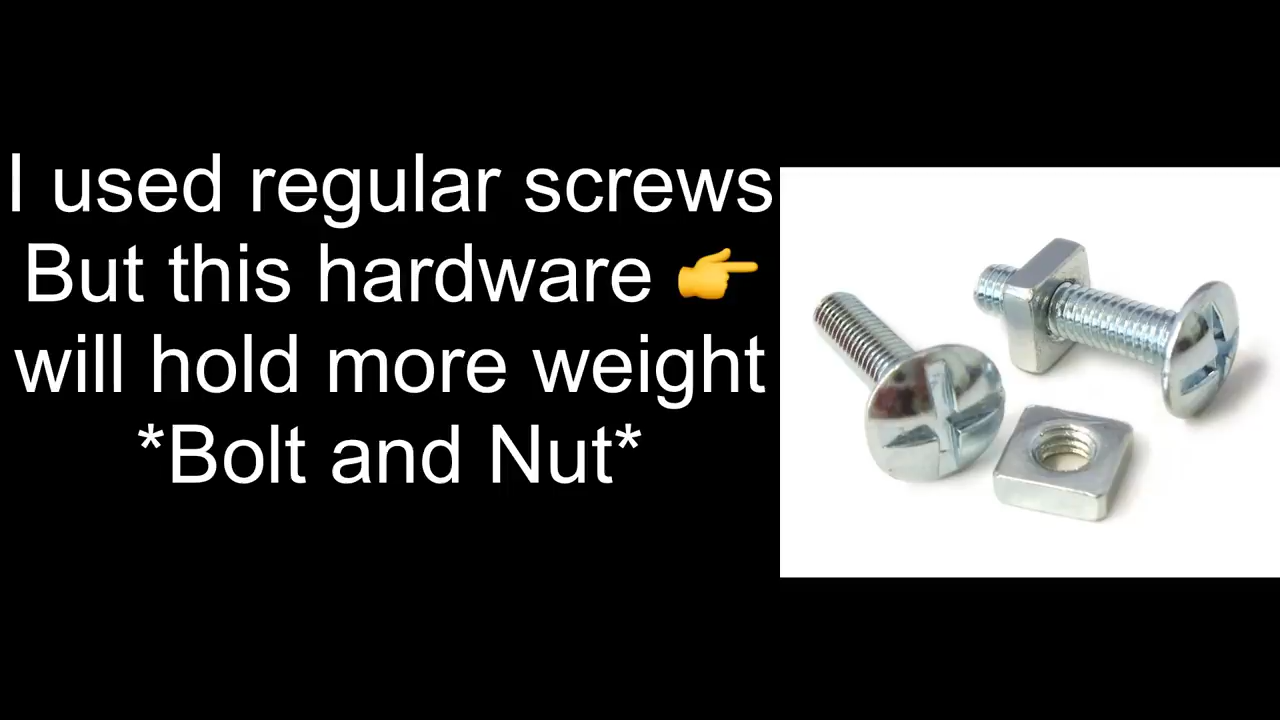 I used regular screws
But this hardware 👉
will hold more weight
*Bolt and Nut*